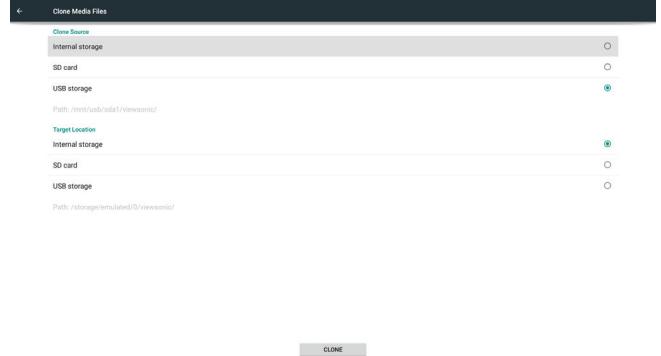 Clone Media Files
Clone Source
Internal storage
SD card
USB storage
Path: /mnt/usb/sda1/viewsonic/
Target Location
Internal storage
SD card
USB storage
Path: /storage/emulated/0/viewsonic/
CLONE